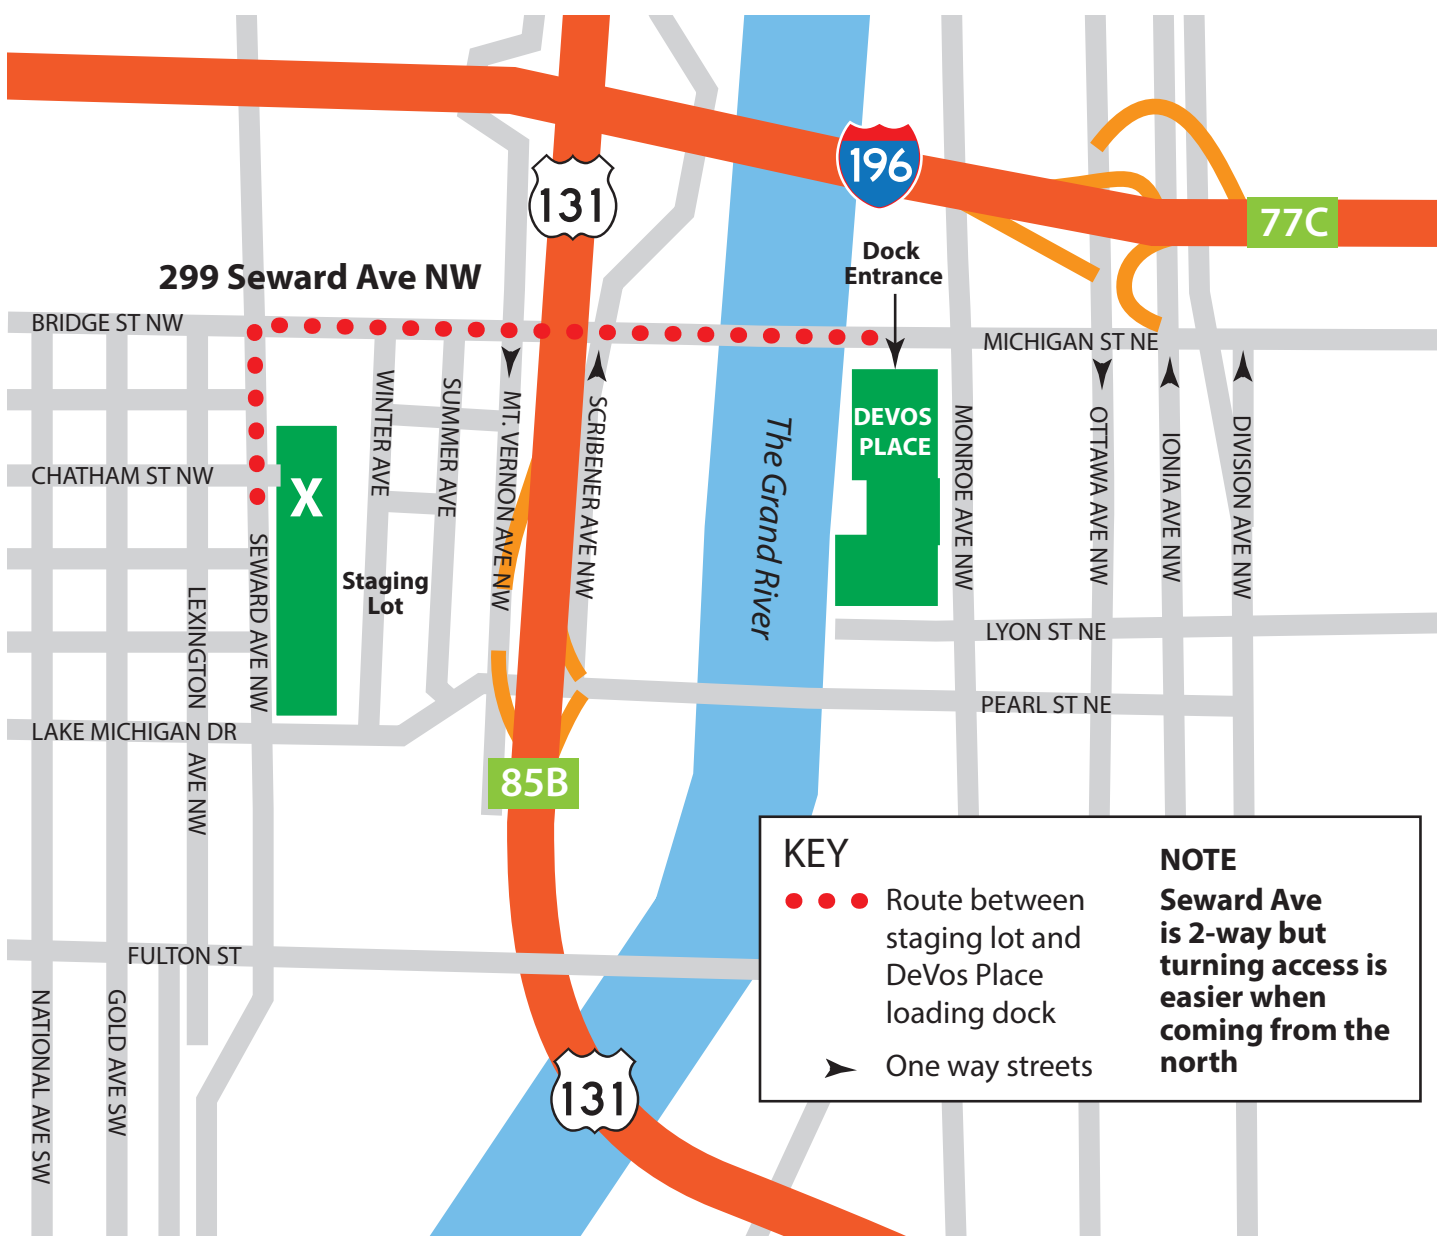 131
196
77C
Dock
Entrance
299 Seward Ave NW
BRIDGE ST NW
MICHIGAN ST NE
WINTER AVE
SUMMER AVE
MT. VERNON AVE NW
SCRIBENER AVE NW
The Grand River
DEVOS
PLACE
MONROE AVE NW
OTTAWA AVE NW
IONIA AVE NW
DIVISION AVE NW
CHATHAM ST NW
X
SEWARD AVE NW
Staging
Lot
LEXINGTON AVE NW
LYON ST NE
PEARL ST NE
LAKE MICHIGAN DR
85B
FULTON ST
NATIONAL AVE SW
GOLD AVE SW
131
KEY
Route between
staging lot and
DeVos Place
loading dock
One way streets
NOTE
Seward Ave
is 2-way but
turning access is
easier when
coming from the
north